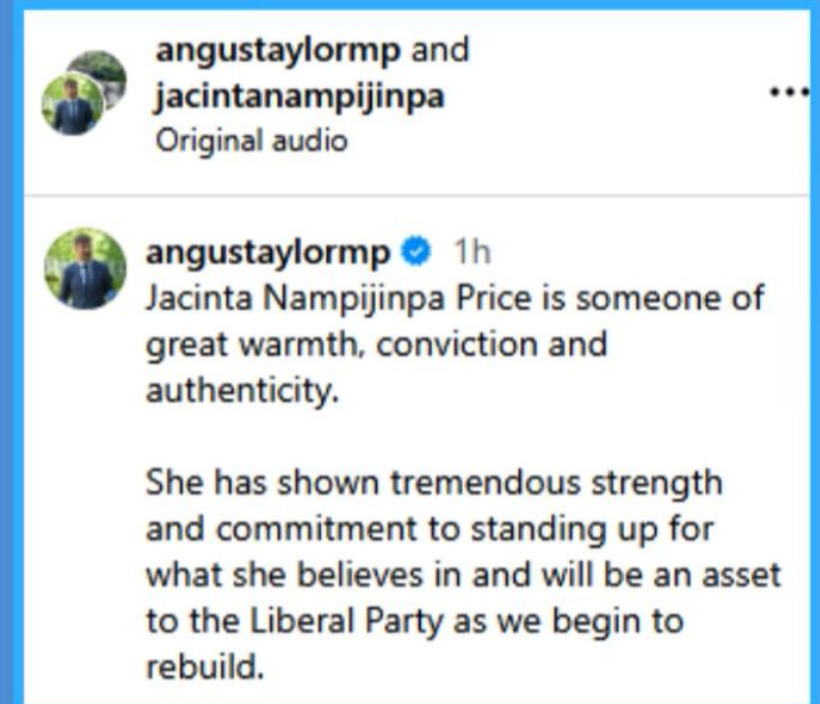 angustaylormp and
jacintanampijinpa
Original audio
angustaylormp 1h
Jacinta Nampijinpa Price is someone of
great warmth, conviction and
authenticity.
She has shown tremendous strength
and commitment to standing up for
what she believes in and will be an asset
to the Liberal Party as we begin to
rebuild.